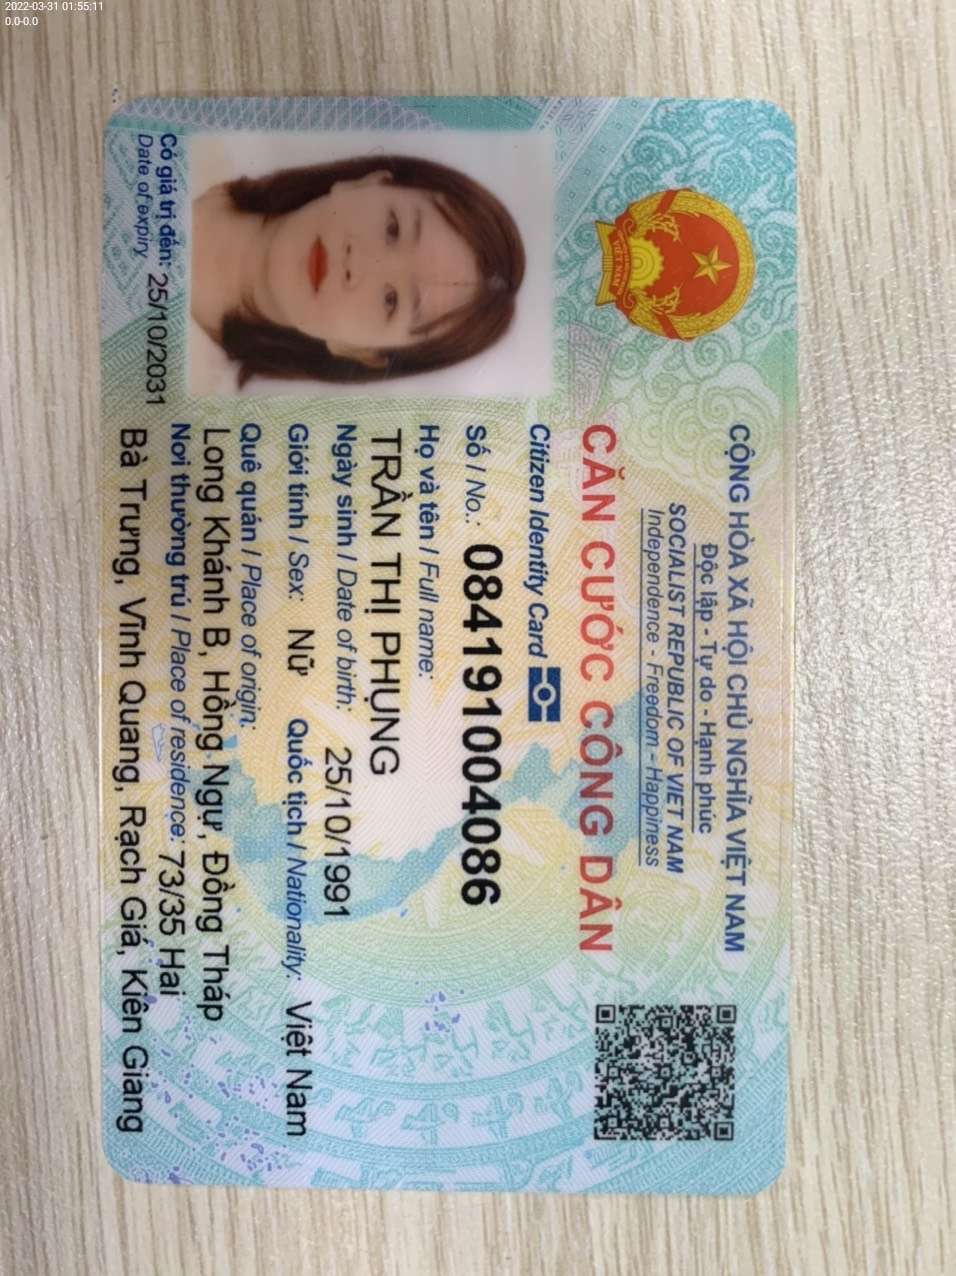 2022-03-31 01:55:11
0.0-0.0
CỘNG HÒA XÃ HỘI CHỦ NGHĨA VIỆT NAM
Độc lập - Tự do - Hạnh phúc
SOCIALIST REPUBLIC OF VIET NAM
Independence - Freedom - Happiness
CĂN CƯỚC CÔNG DÂN
Citizen Identity Card
Số / No.: 084191004086
Họ và tên / Full name:
TRẦN THỊ PHỤNG
Ngày sinh / Date of birth: 25/10/1991
Giới tính / Sex: Nữ Quốc tịch / Nationality: Việt Nam
Quê quán / Place of origin:
Long Khánh B, Hồng Ngự, Đồng Tháp
Nơi thường trú / Place of residence: 73/35 Hai
Bà Trưng, Vĩnh Quang, Rạch Giá, Kiên Giang
Có giá trị đến: 25/10/2031
Date of expiry
VIỆT NAM